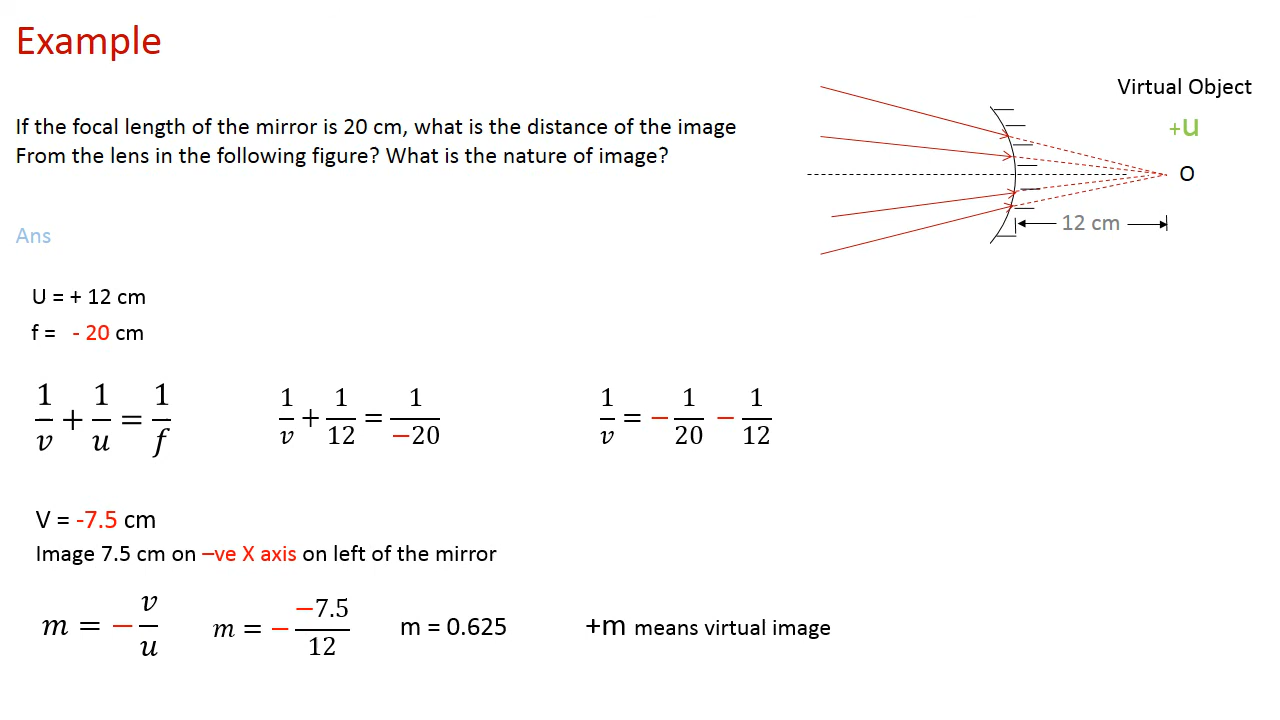 Example
If the focal length of the mirror is 20 cm, what is the distance of the image
From the lens in the following figure? What is the nature of image?
Virtual Object
+u
O
12 cm
Ans
U = + 12 cm
f = - 20 cm
1/v + 1/u = 1/f
1/v + 1/12 = 1/−20
1/v = − 1/20 − 1/12
V = -7.5 cm
Image 7.5 cm on –ve X axis on left of the mirror
m = − v/u
m = − −7.5/12
m = 0.625
+m means virtual image